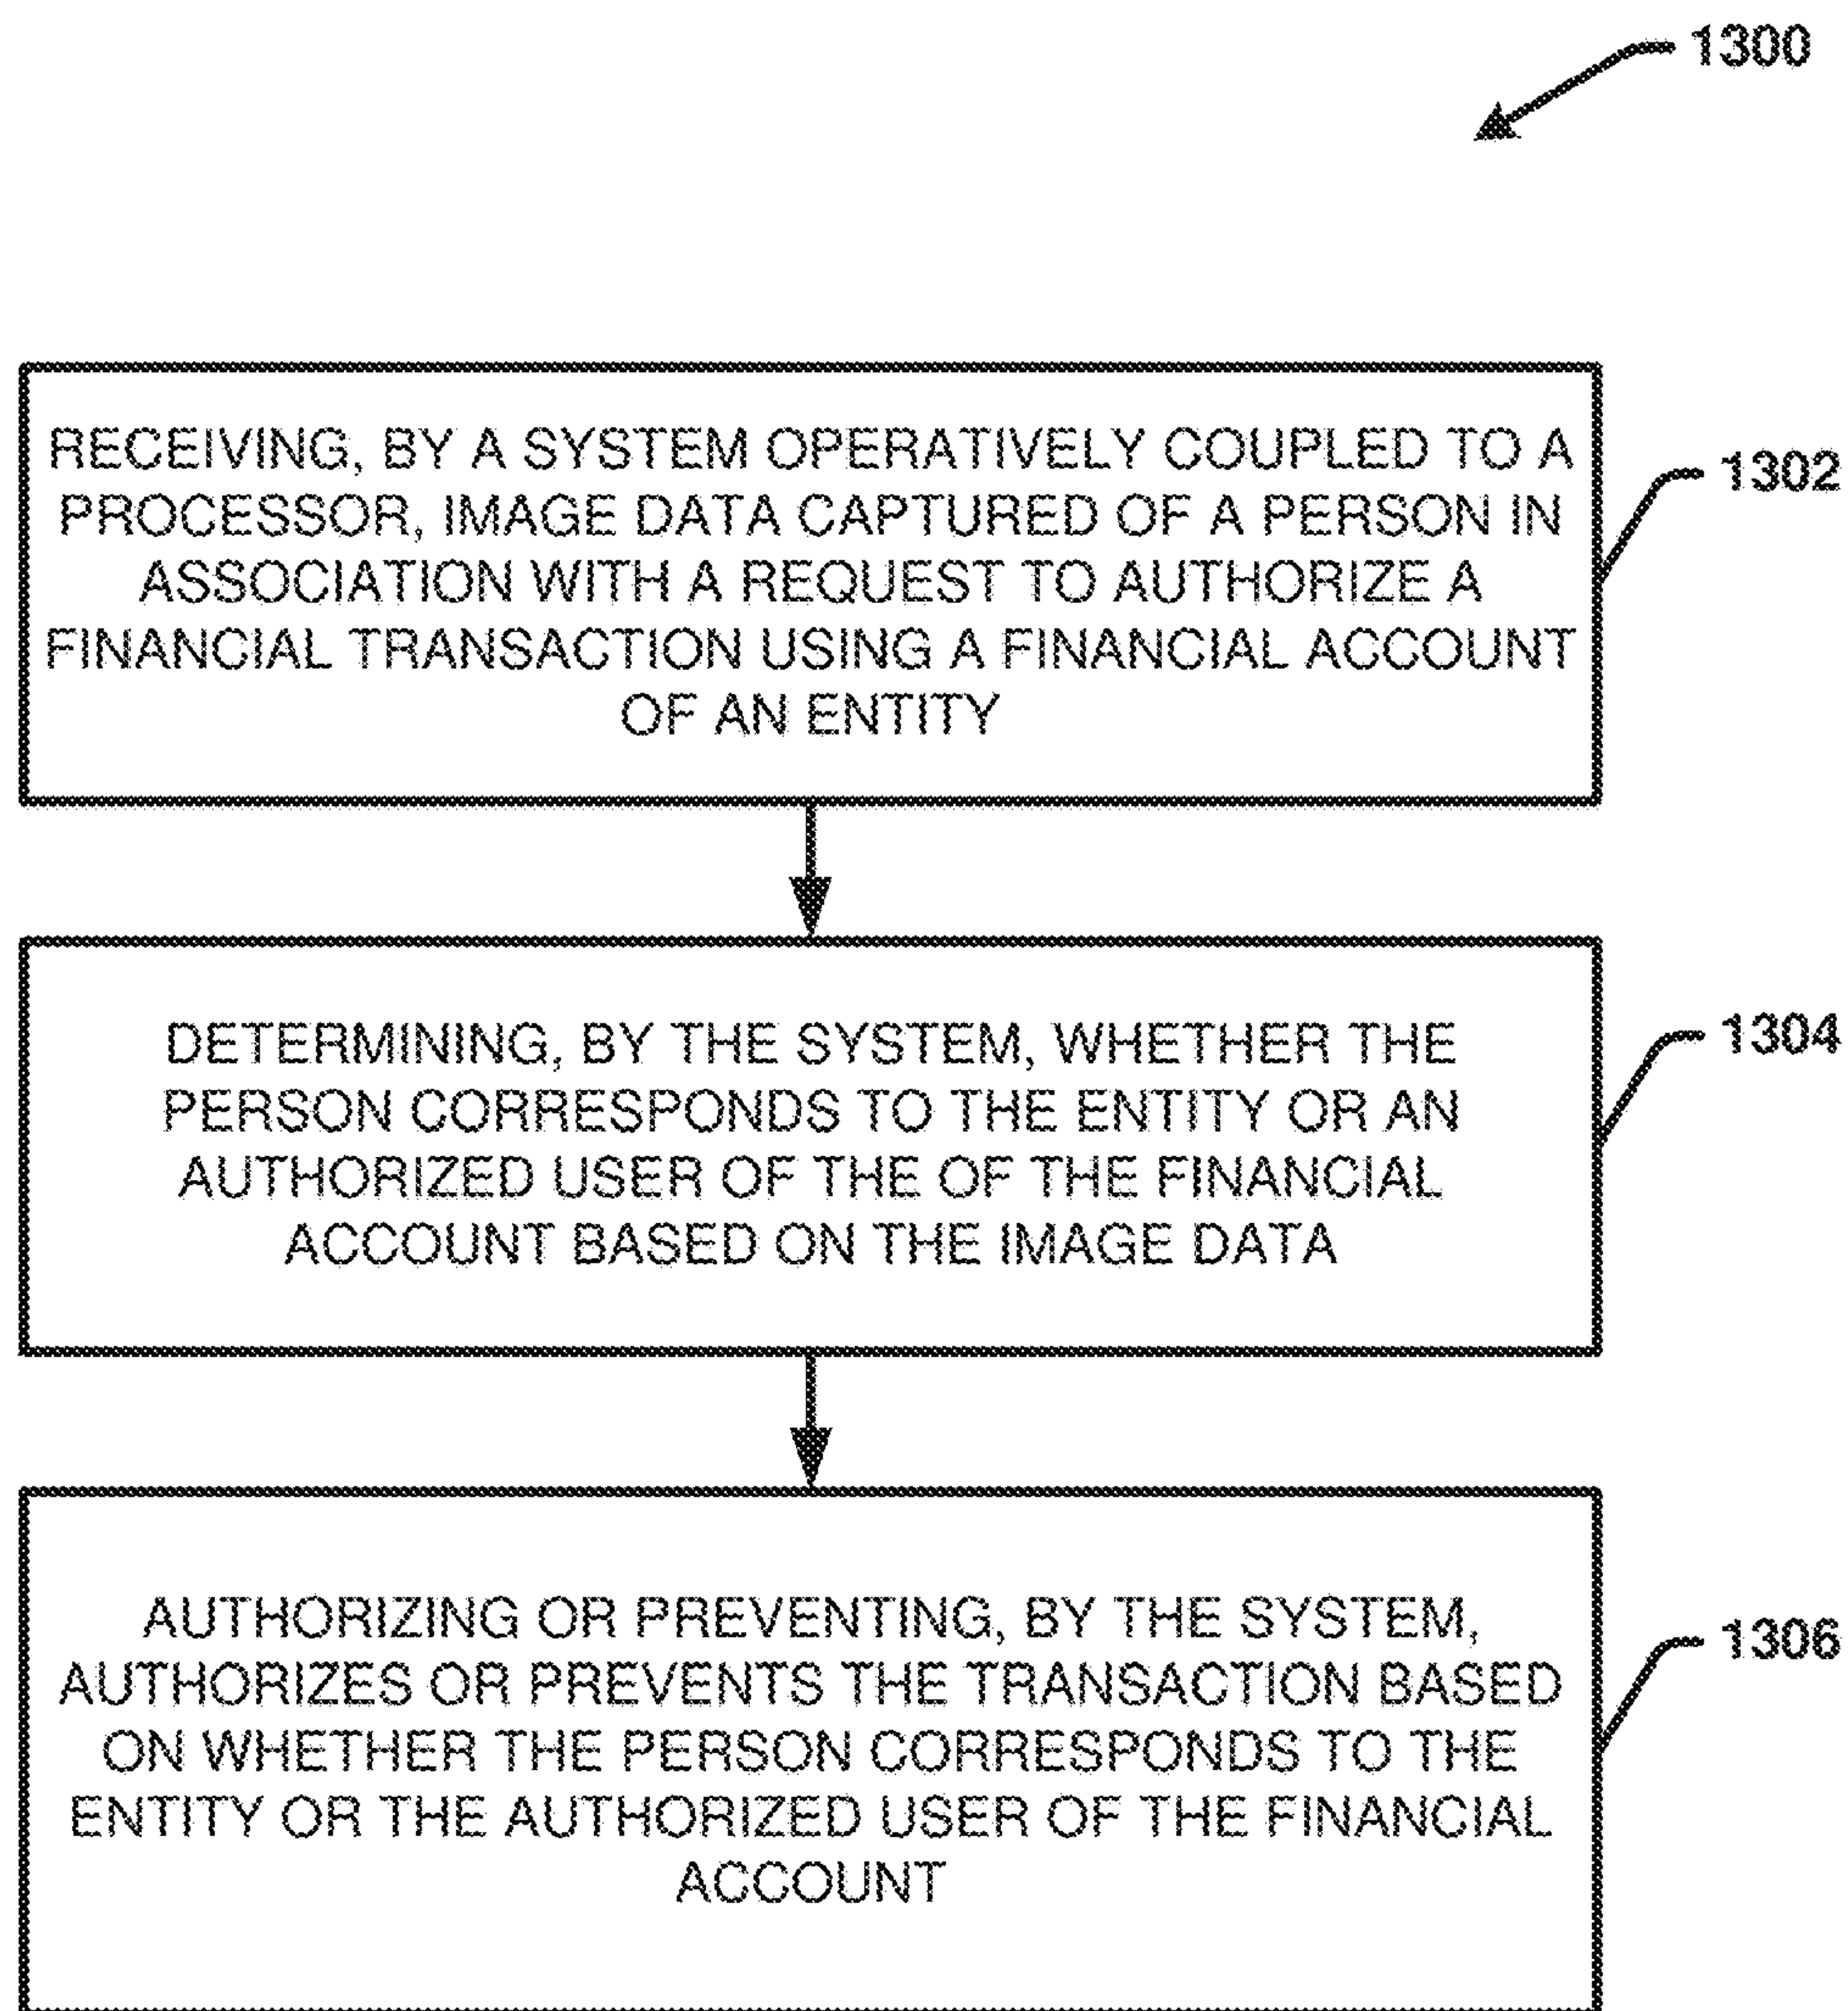 1300
RECEIVING, BY A SYSTEM OPERATIVELY COUPLED TO A
PROCESSOR, IMAGE DATA CAPTURED OF A PERSON IN
ASSOCIATION WITH A REQUEST TO AUTHORIZE A
FINANCIAL TRANSACTION USING A FINANCIAL ACCOUNT
OF AN ENTITY
1302
DETERMINING, BY THE SYSTEM, WHETHER THE
PERSON CORRESPONDS TO THE ENTITY OR AN
AUTHORIZED USER OF THE OF THE FINANCIAL
ACCOUNT BASED ON THE IMAGE DATA
1304
AUTHORIZING OR PREVENTING, BY THE SYSTEM,
AUTHORIZES OR PREVENTS THE TRANSACTION BASED
ON WHETHER THE PERSON CORRESPONDS TO THE
ENTITY OR THE AUTHORIZED USER OF THE FINANCIAL
ACCOUNT
1306